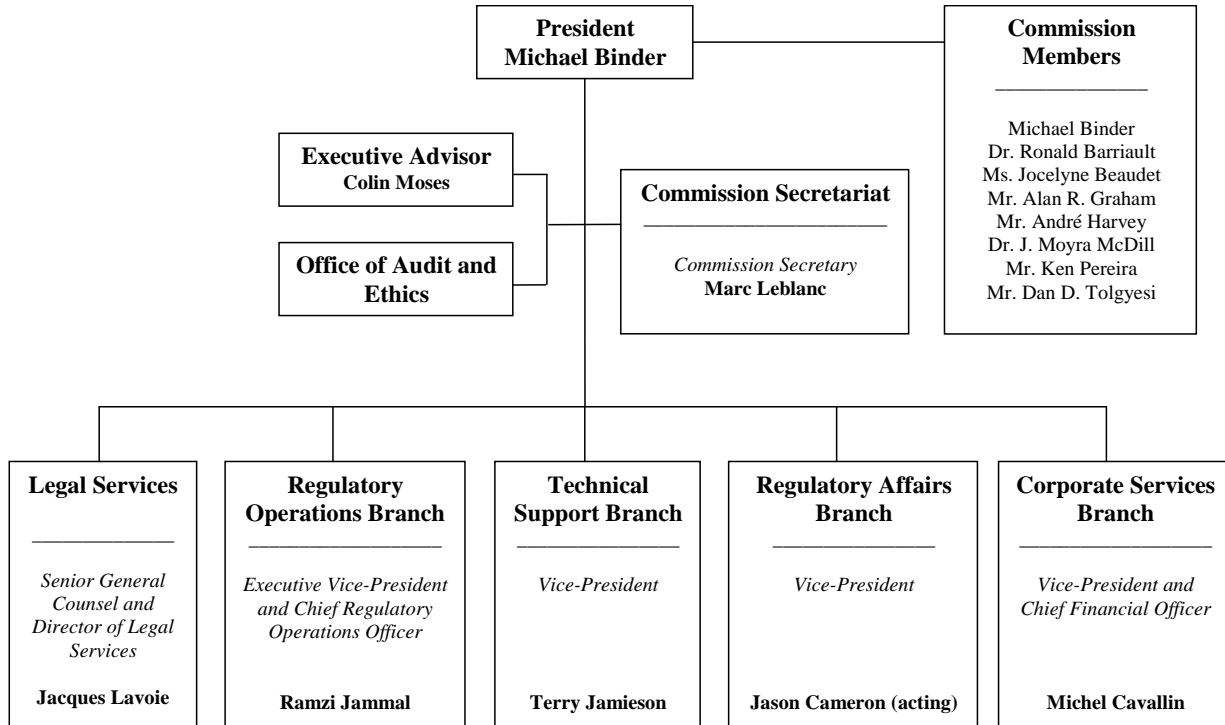 President
Michael Binder
Commission
Members
Michael Binder
Dr. Ronald Barriault
Ms. Jocelyne Beaudet
Mr. Alan R. Graham
Mr. André Harvey
Dr. J. Moyra McDill
Mr. Ken Pereira
Mr. Dan D. Tolgyesi
Executive Advisor
Colin Moses
Office of Audit and
Ethics
Commission Secretariat
Commission Secretary
Marc Leblanc
Legal Services
Senior General
Counsel and
Director of Legal
Services
Jacques Lavoie
Regulatory
Operations Branch
Executive Vice-President
and Chief Regulatory
Operations Officer
Ramzi Jammal
Technical
Support Branch
Vice-President
Terry Jamieson
Regulatory Affairs
Branch
Vice-President
Jason Cameron (acting)
Corporate Services
Branch
Vice-President and
Chief Financial Officer
Michel Cavallin